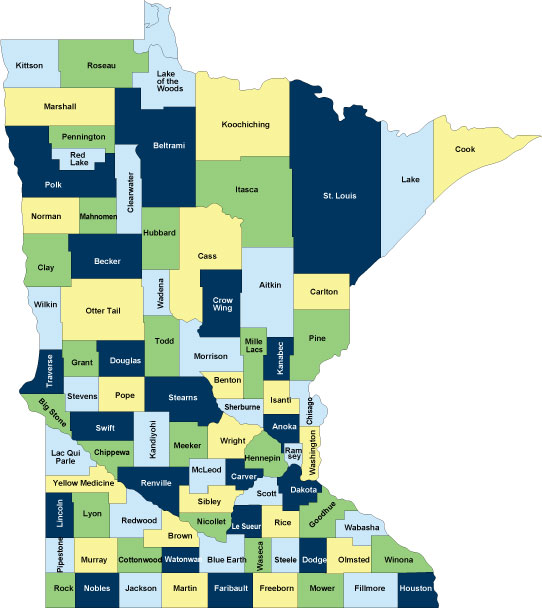 Kittson
Roseau
Lake
of the
Woods
Marshall
Koochiching
Pennington
Beltrami
Red
Lake
Polk
Clearwater
Itasca
St. Louis
Lake
Cook
Norman
Mahnomen
Hubbard
Cass
Clay
Becker
Wadena
Crow
Wing
Aitkin
Carlton
Wilkin
Otter Tail
Todd
Morrison
Mille
Lacs
Kanabec
Pine
Traverse
Grant
Douglas
Benton
Big Stone
Stevens
Pope
Stearns
Sherburne
Isanti
Chisago
Swift
Kandiyohi
Meeker
Wright
Anoka
Hennepin
Ram
sey
Washington
Lac Qui
Parle
Chippewa
McLeod
Carver
Yellow Medicine
Renville
Scott
Dakota
Lincoln
Lyon
Redwood
Sibley
Nicollet
Le Sueur
Rice
Goodhue
Wabasha
Brown
Pipestone
Murray
Cottonwood
Watonwan
Blue Earth
Waseca
Steele
Dodge
Olmsted
Winona
Rock
Nobles
Jackson
Martin
Faribault
Freeborn
Mower
Fillmore
Houston